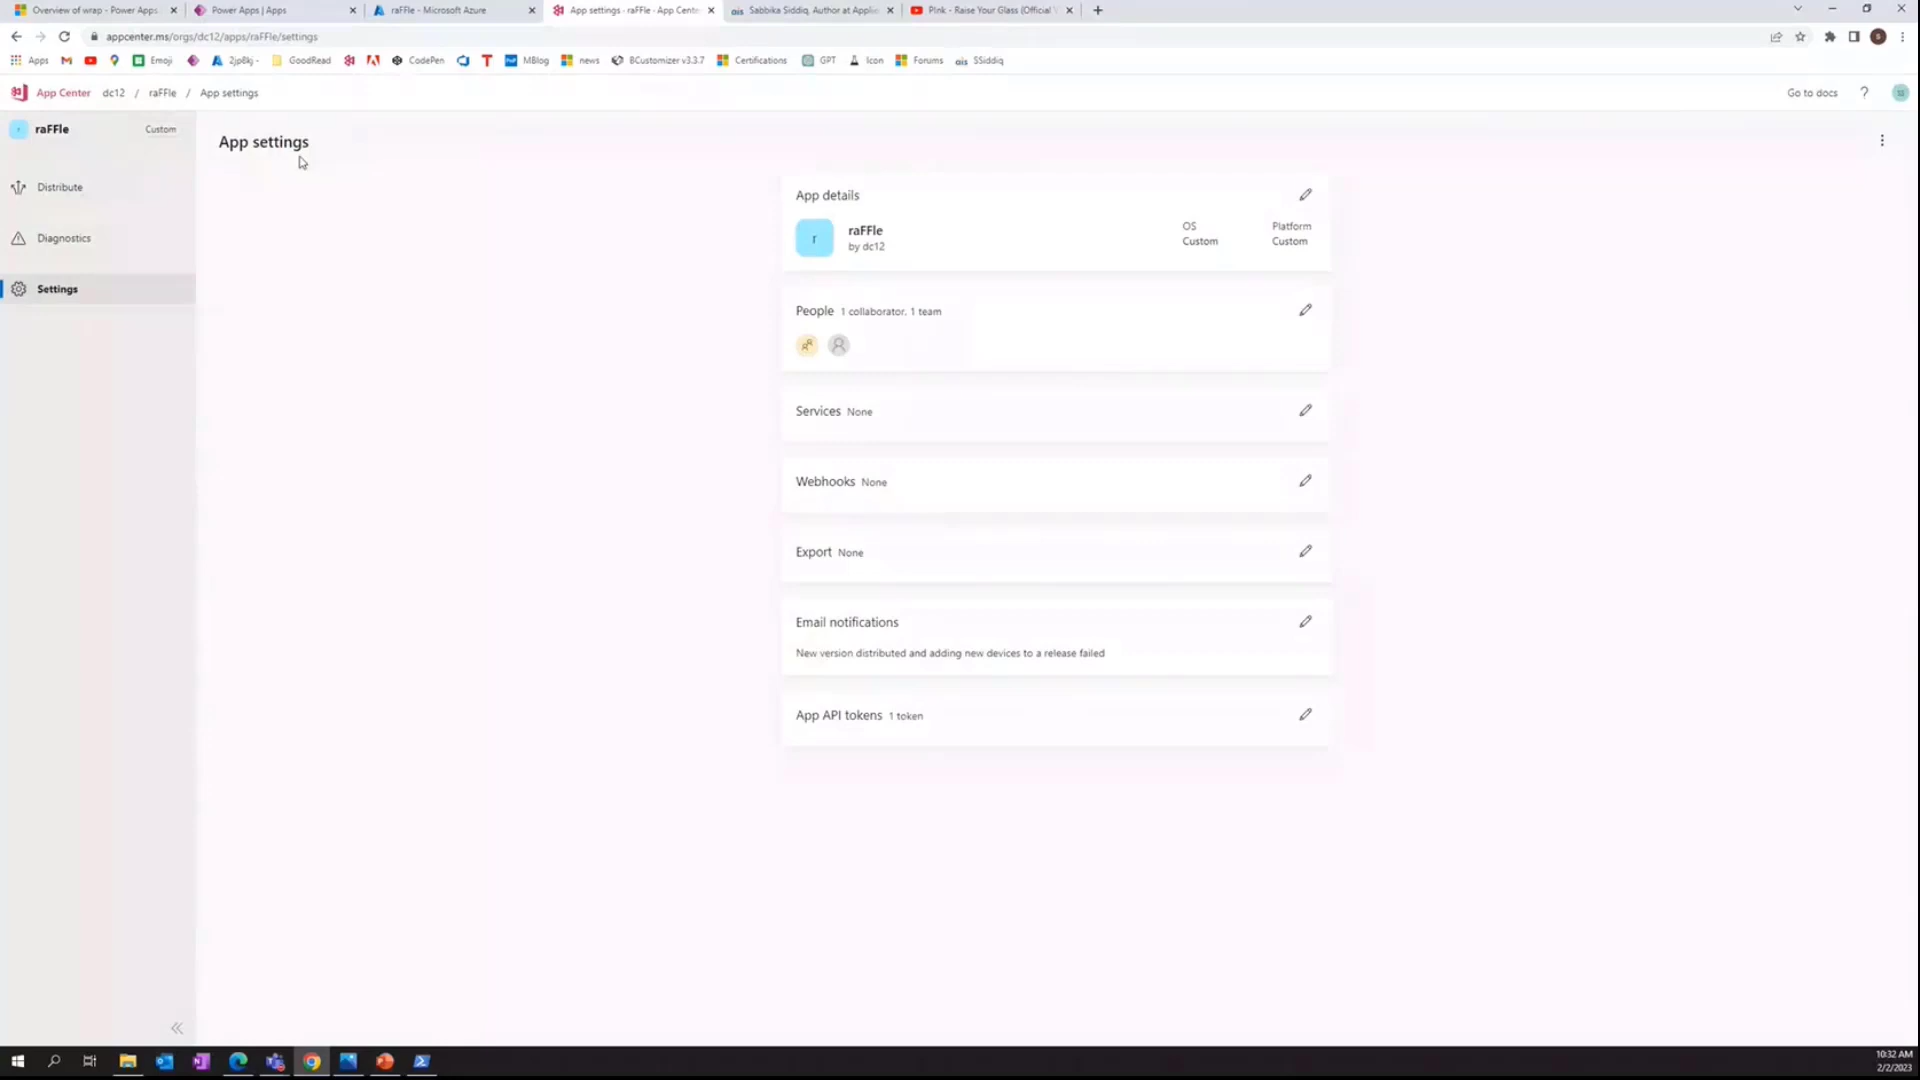 Overview of wrap - Power Apps
Power Apps | Apps
raFFle - Microsoft Azure
App settings · raFFle · App Cente
Sabbika Siddiq, Author at Applie
P!nk - Raise Your Glass (Official V
appcenter.ms/orgs/dc12/apps/raFFle/settings
Apps
Emoji
2jp8kj -
GoodRead
CodePen
MBlog
news
BCustomizer v3.3.7
Certifications
GPT
Icon
Forums
ais SSiddiq
App Center dc12 / raFFle / App settings
Go to docs ?
raFFle Custom
App settings
Distribute
Diagnostics
Settings
App details
r
raFFle
by dc12
OS
Custom
Platform
Custom
People 1 collaborator, 1 team
Services None
Webhooks None
Export None
Email notifications
New version distributed and adding new devices to a release failed
App API tokens 1 token
10:32 AM
2/2/2023